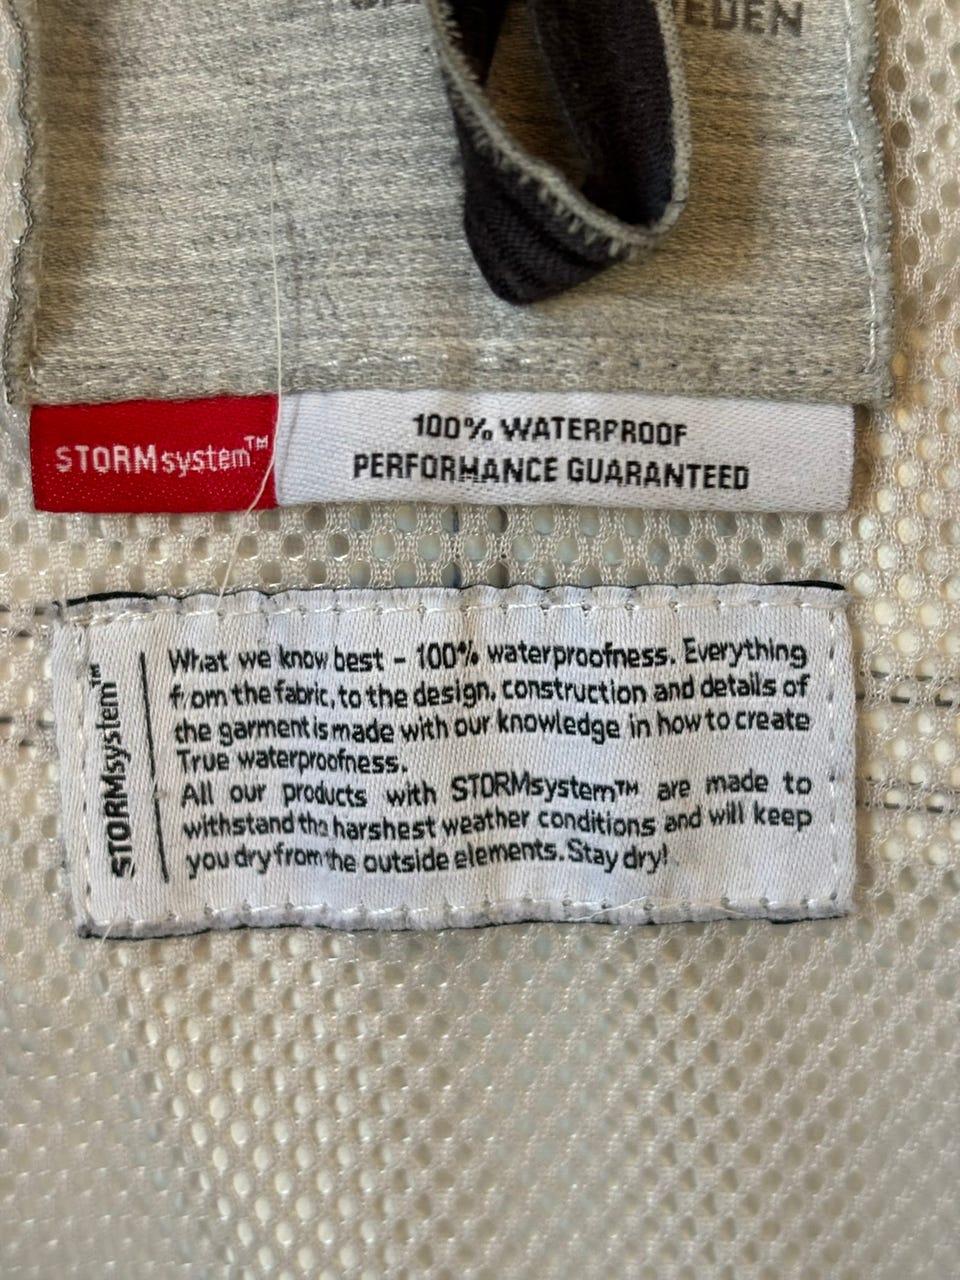 EDEN
STORMsystem™
100% WATERPROOF
PERFORMANCE GUARANTEED
STORMsystem™
What we know best - 100% waterproofness. Everything
from the fabric, to the design, construction and details of
the garment is made with our knowledge in how to create
True waterproofness.
All our products with STORMsystem™ are made to
withstand the harshest weather conditions and will keep
you dry from the outside elements. Stay dry!